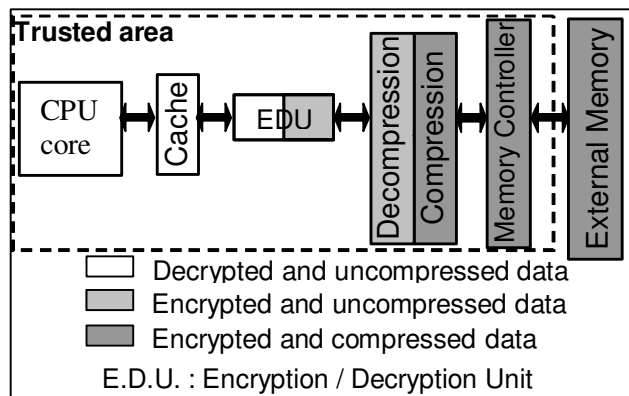 Trusted area
CPU
core
Cache
EDU
Decompression
Compression
Memory Controller
External Memory
Decrypted and uncompressed data
Encrypted and uncompressed data
Encrypted and compressed data
E.D.U. : Encryption / Decryption Unit